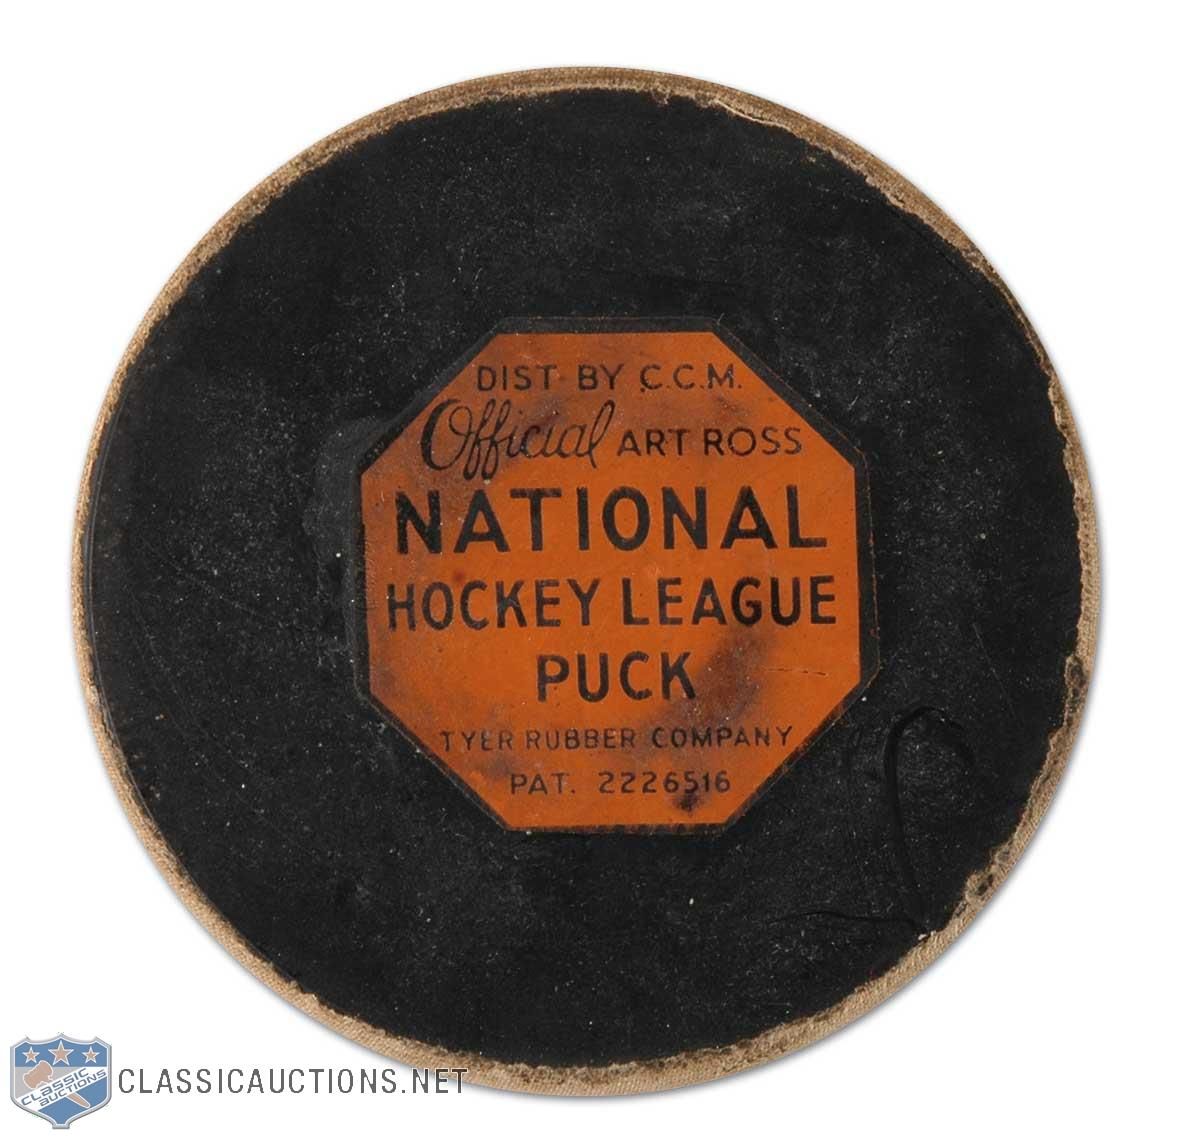 DIST. BY C.C.M.
Official ART ROSS
NATIONAL
HOCKEY LEAGUE
PUCK
TYER RUBBER COMPANY
PAT. 2226516
CLASSIC
AUCTIONS
CLASSICAUCTIONS.NET